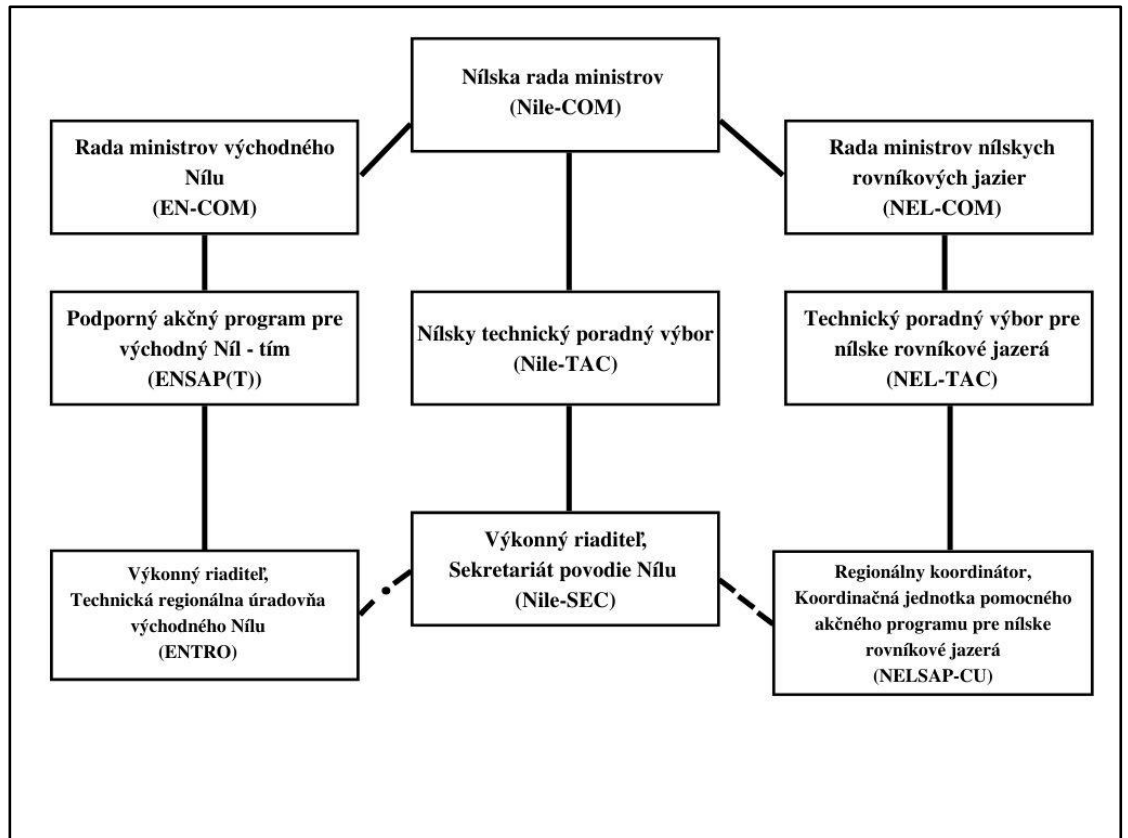 Nílska rada ministrov
(Nile-COM)
Rada ministrov východného
Nílu
(EN-COM)
Rada ministrov nílskych
rovníkových jazier
(NEL-COM)
Podporný akčný program pre
východný Níl - tím
(ENSAP(T))
Nílsky technický poradný výbor
(Nile-TAC)
Technický poradný výbor pre
nílske rovníkové jazerá
(NEL-TAC)
Výkonný riaditeľ,
Technická regionálna úradovňa
východného Nílu
(ENTRO)
Výkonný riaditeľ,
Sekretariát povodie Nílu
(Nile-SEC)
Regionálny koordinátor,
Koordinačná jednotka pomocného
akčného programu pre nílske
rovníkové jazerá
(NELSAP-CU)